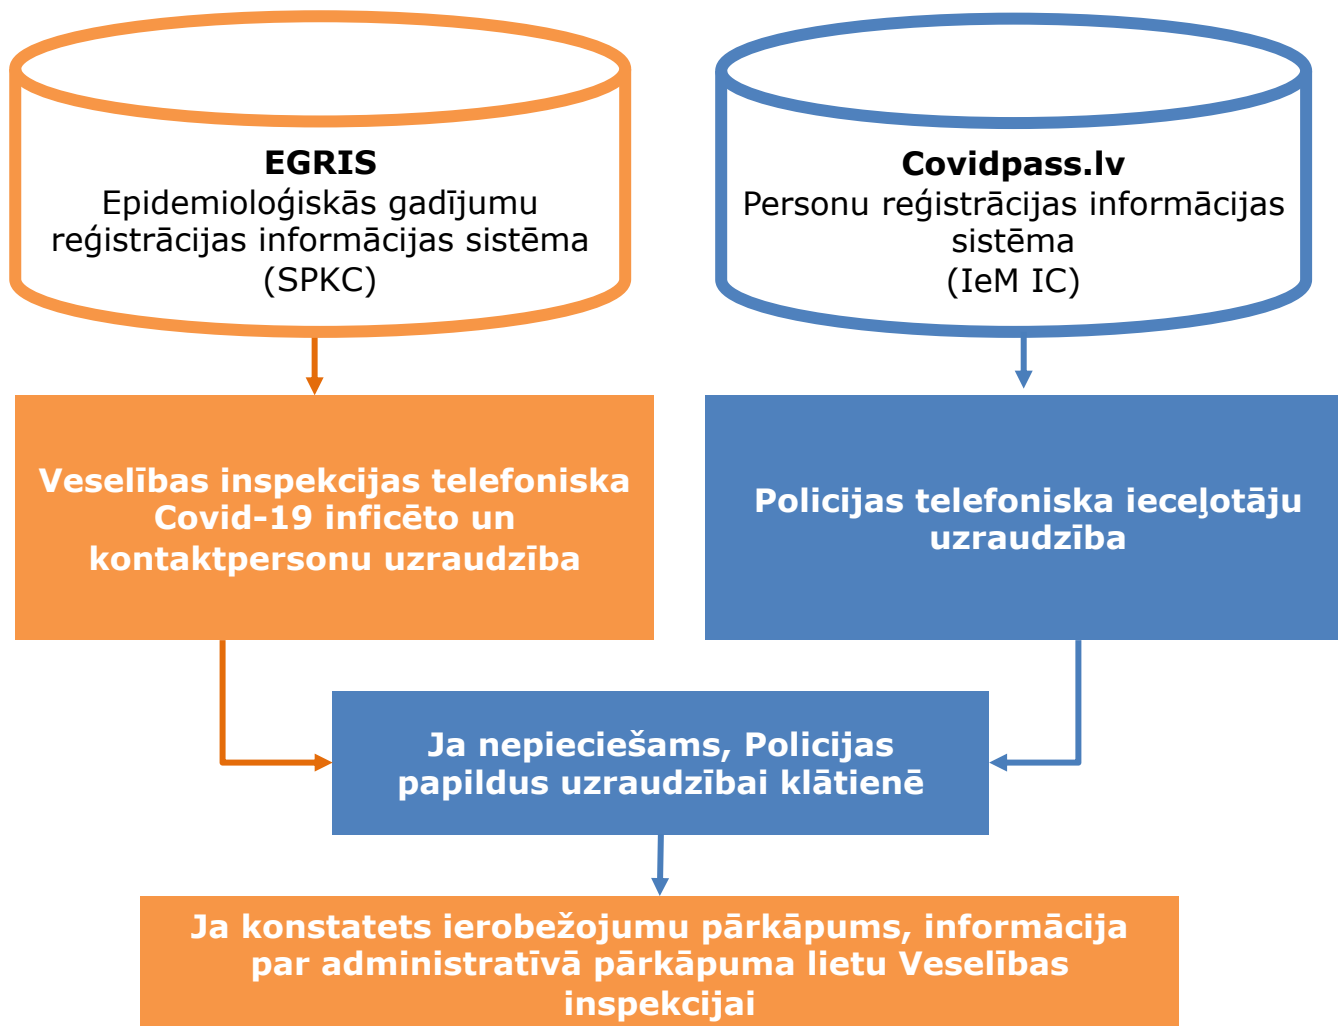 EGRIS
Epidemioloģiskās gadījumu
reģistrācijas informācijas sistēma
(SPKC)
Covidpass.lv
Personu reģistrācijas informācijas
sistēma
(IeM IC)
Veselības inspekcijas telefoniska
Covid-19 inficēto un
kontaktpersonu uzraudzība
Policijas telefoniska ieceļotāju
uzraudzība
Ja nepieciešams, Policijas
papildus uzraudzībai klātienē
Ja konstatets ierobežojumu pārkāpums, informācija
par administratīvā pārkāpuma lietu Veselības
inspekcijai